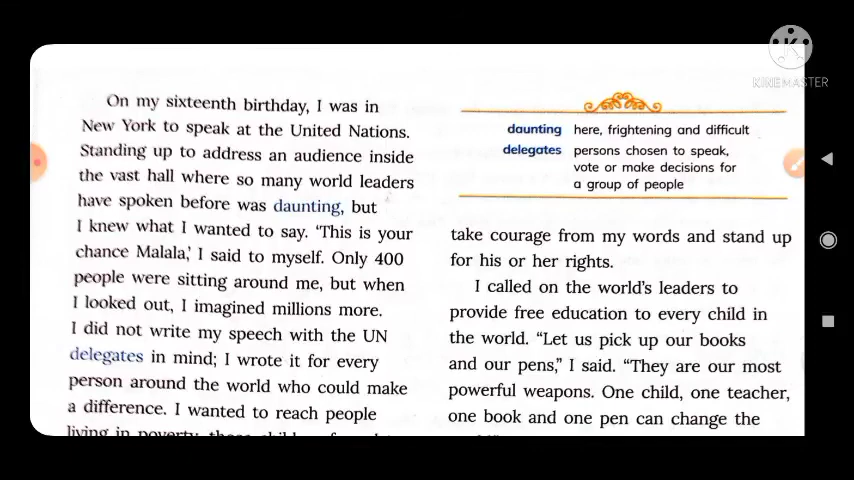 On my sixteenth birthday, I was in
New York to speak at the United Nations.
Standing up to address an audience inside
the vast hall where so many world leaders
have spoken before was daunting, but
I knew what I wanted to say. 'This is your
chance Malala,' I said to myself. Only 400
people were sitting around me, but when
I looked out, I imagined millions more.
I did not write my speech with the UN
delegates in mind; I wrote it for every
person around the world who could make
a difference. I wanted to reach people
living in poverty, those
daunting here, frightening and difficult
delegates persons chosen to speak,
vote or make decisions for
a group of people
take courage from my words and stand up
for his or her rights.
I called on the world's leaders to
provide free education to every child in
the world. "Let us pick up our books
and our pens," I said. "They are our most
powerful weapons. One child, one teacher,
one book and one pen can change the
KINEMASTER